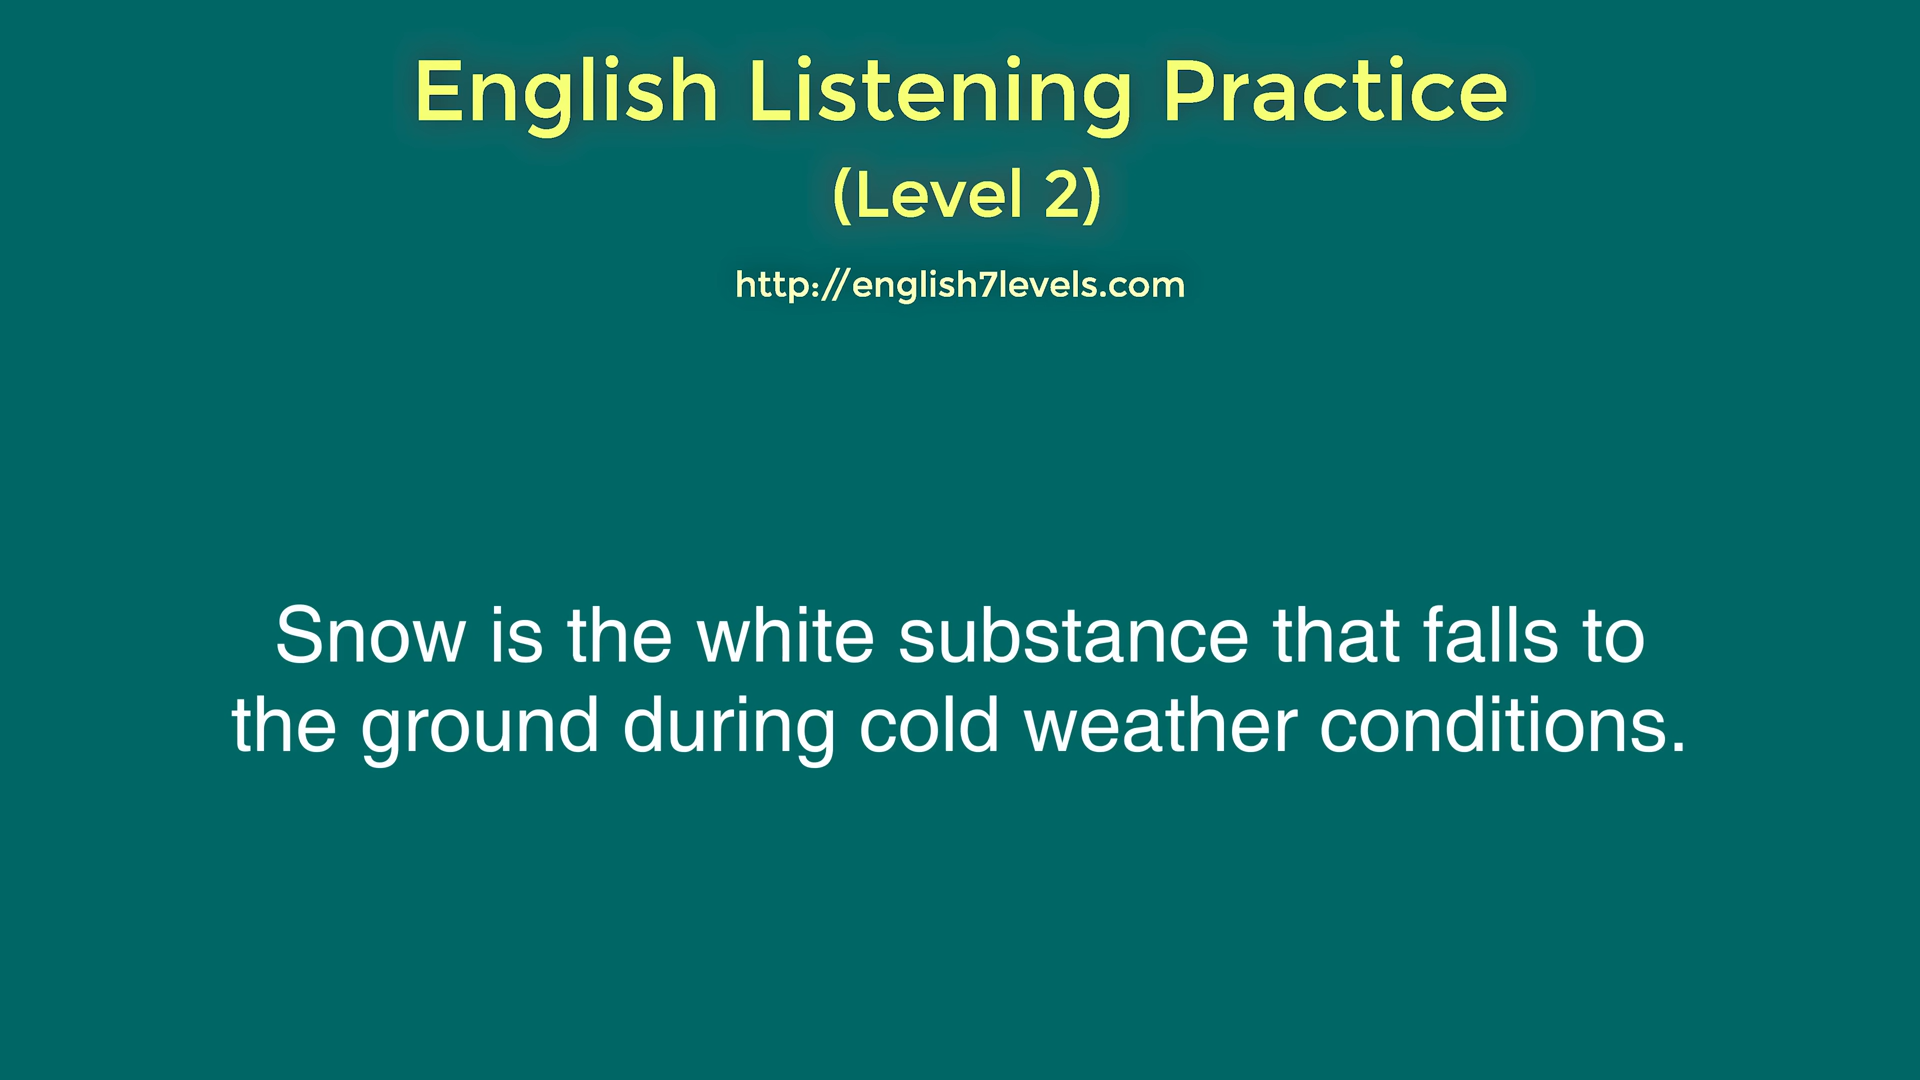 English Listening Practice
(Level 2)
http://english7levels.com
Snow is the white substance that falls to
the ground during cold weather conditions.